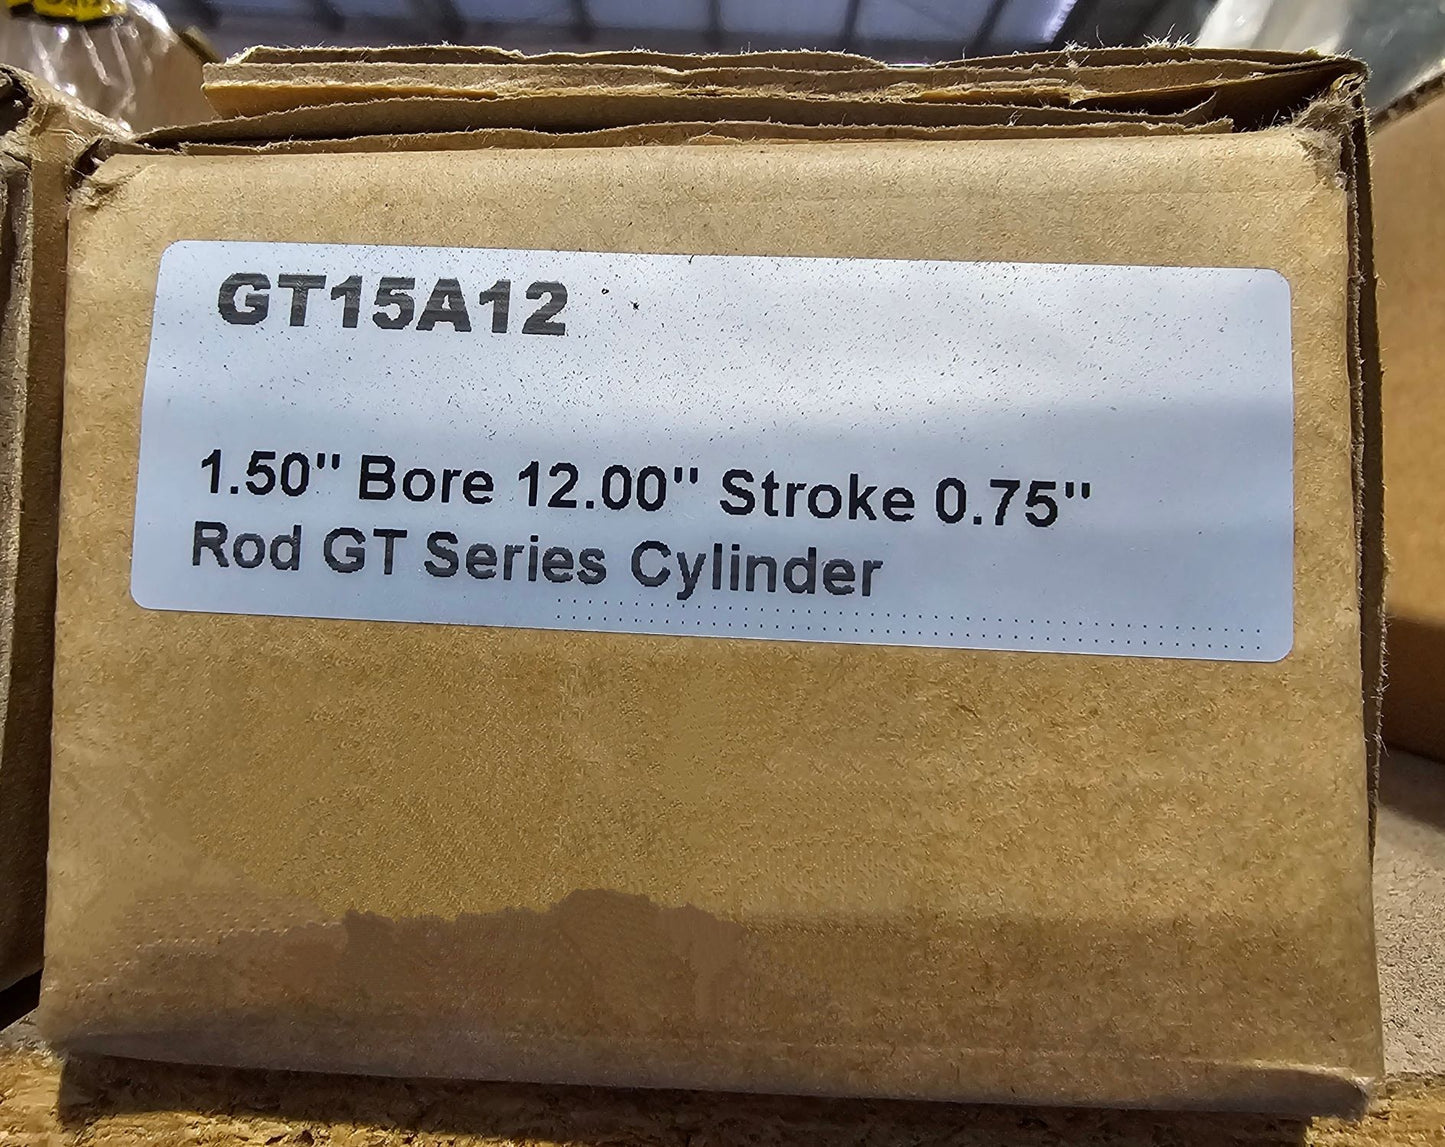 GT15A12
1.50" Bore 12.00" Stroke 0.75"
Rod GT Series Cylinder